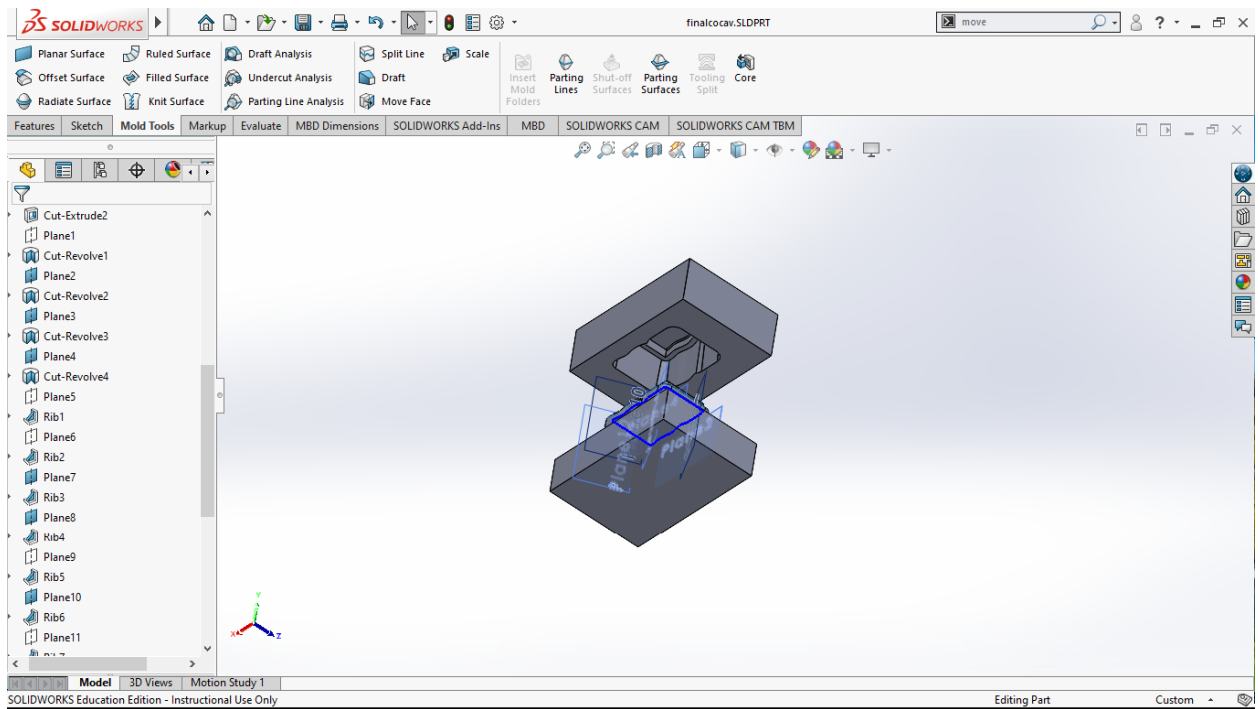 3S SOLIDWORKS
finalcocav.SLDPRT
move
?
Planar Surface
Ruled Surface
Draft Analysis
Split Line
Scale
Offset Surface
Filled Surface
Undercut Analysis
Draft
Radiate Surface
Knit Surface
Parting Line Analysis
Move Face
Insert Mold Folders
Parting Lines
Shut-off Surfaces
Parting Surfaces
Tooling Split
Core
Features
Sketch
Mold Tools
Markup
Evaluate
MBD Dimensions
SOLIDWORKS Add-Ins
MBD
SOLIDWORKS CAM
SOLIDWORKS CAM TBM
Cut-Extrude2
Plane1
Cut-Revolve1
Plane2
Cut-Revolve2
Plane3
Cut-Revolve3
Plane4
Cut-Revolve4
Plane5
Rib1
Plane6
Rib2
Plane7
Rib3
Plane8
Rib4
Plane9
Rib5
Plane10
Rib6
Plane11
Plane3
Y
X
Z
Model
3D Views
Motion Study 1
SOLIDWORKS Education Edition - Instructional Use Only
Editing Part
Custom